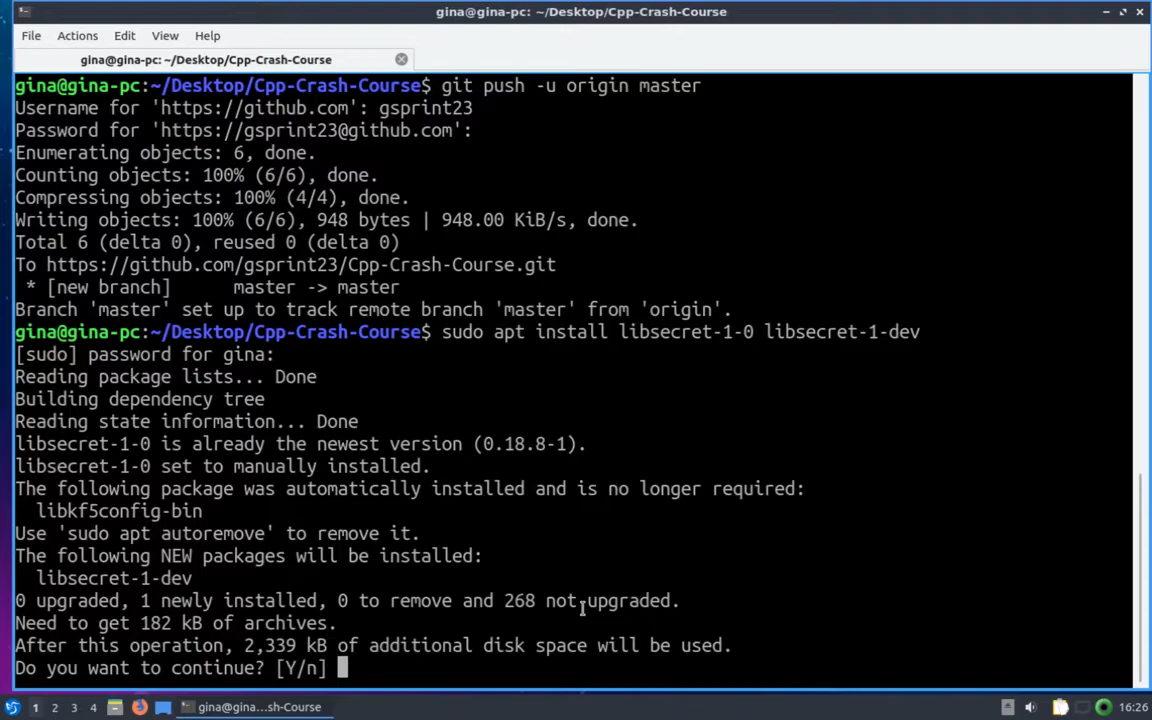 gina@gina-pc: ~/Desktop/Cpp-Crash-Course
File Actions Edit View Help
gina@gina-pc: ~/Desktop/Cpp-Crash-Course
gina@gina-pc:~/Desktop/Cpp-Crash-Course$ git push -u origin master
Username for 'https://github.com': gsprint23
Password for 'https://gsprint23@github.com':
Enumerating objects: 6, done.
Counting objects: 100% (6/6), done.
Compressing objects: 100% (4/4), done.
Writing objects: 100% (6/6), 948 bytes | 948.00 KiB/s, done.
Total 6 (delta 0), reused 0 (delta 0)
To https://github.com/gsprint23/Cpp-Crash-Course.git
 * [new branch]      master -> master
Branch 'master' set up to track remote branch 'master' from 'origin'.
gina@gina-pc:~/Desktop/Cpp-Crash-Course$ sudo apt install libsecret-1-0 libsecret-1-dev
[sudo] password for gina:
Reading package lists... Done
Building dependency tree
Reading state information... Done
libsecret-1-0 is already the newest version (0.18.8-1).
libsecret-1-0 set to manually installed.
The following package was automatically installed and is no longer required:
  libkf5config-bin
Use 'sudo apt autoremove' to remove it.
The following NEW packages will be installed:
  libsecret-1-dev
0 upgraded, 1 newly installed, 0 to remove and 268 not upgraded.
Need to get 182 kB of archives.
After this operation, 2,339 kB of additional disk space will be used.
Do you want to continue? [Y/n]
1 2 3 4 gina@gina...sh-Course 16:26